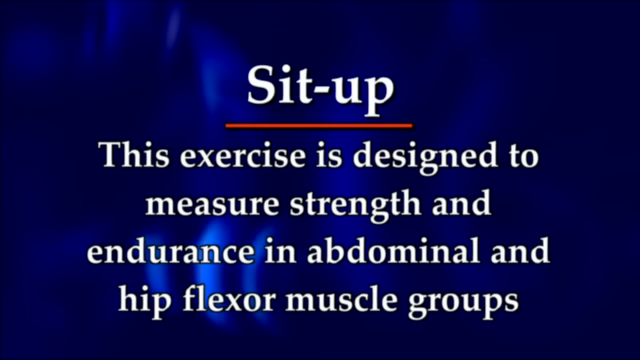 Sit-up
This exercise is designed to
measure strength and
endurance in abdominal and
hip flexor muscle groups